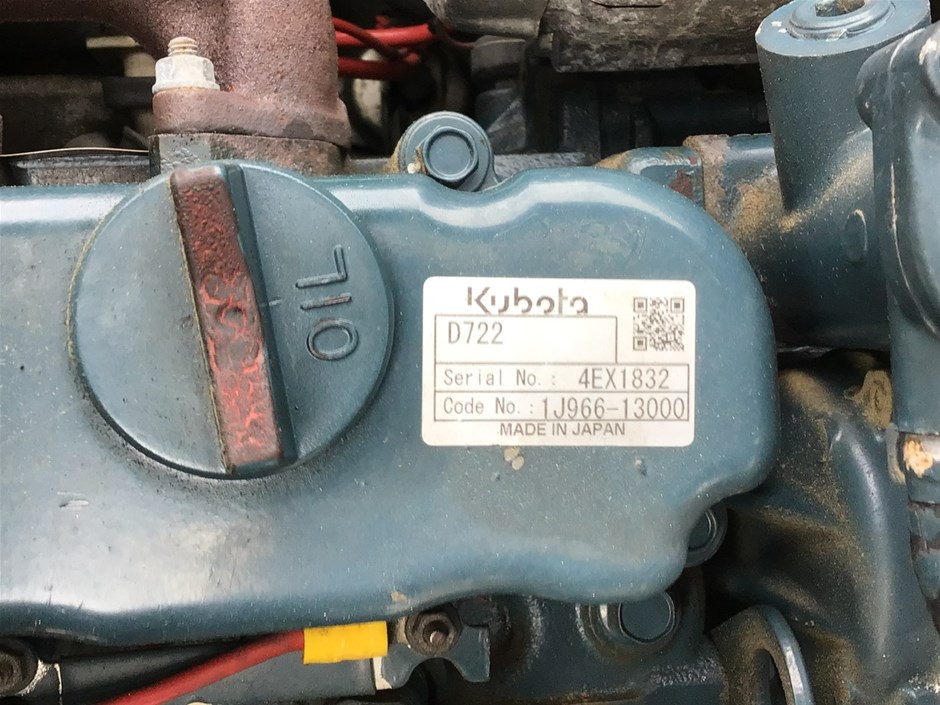 OIL
Kubota
D722
Serial No.: 4EX1832
Code No.: 1J966-13000
MADE IN JAPAN